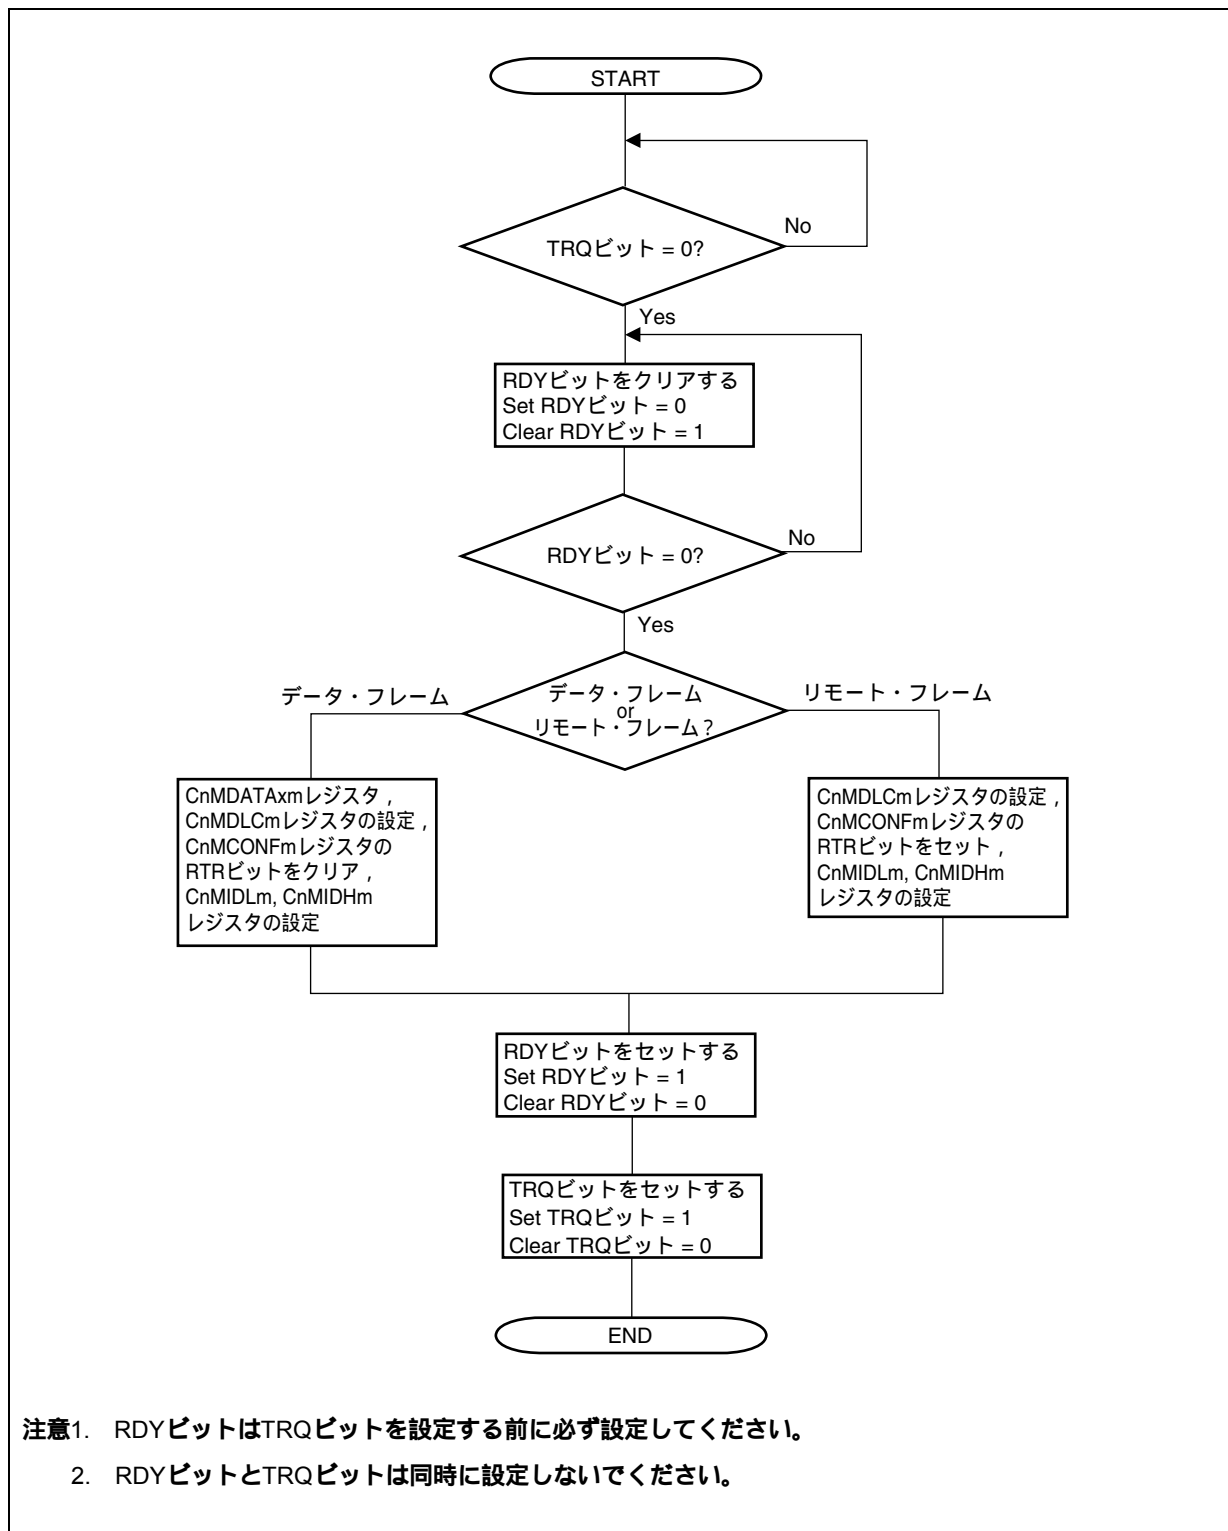 START
No
TRQビット = 0?
Yes
RDYビットをクリアする
Set RDYビット = 0
Clear RDYビット = 1
No
RDYビット = 0?
Yes
データ・フレーム
データ・フレーム
or
リモート・フレーム？
リモート・フレーム
CnMDATAxmレジスタ，
CnMDLCmレジスタの設定，
CnMCONFmレジスタの
RTRビットをクリア，
CnMIDLm, CnMIDHm
レジスタの設定
CnMDLCmレジスタの設定，
CnMCONFmレジスタの
RTRビットをセット，
CnMIDLm, CnMIDHm
レジスタの設定
RDYビットをセットする
Set RDYビット = 1
Clear RDYビット = 0
TRQビットをセットする
Set TRQビット = 1
Clear TRQビット = 0
END
注意1. RDYビットはTRQビットを設定する前に必ず設定してください。
2. RDYビットとTRQビットは同時に設定しないでください。